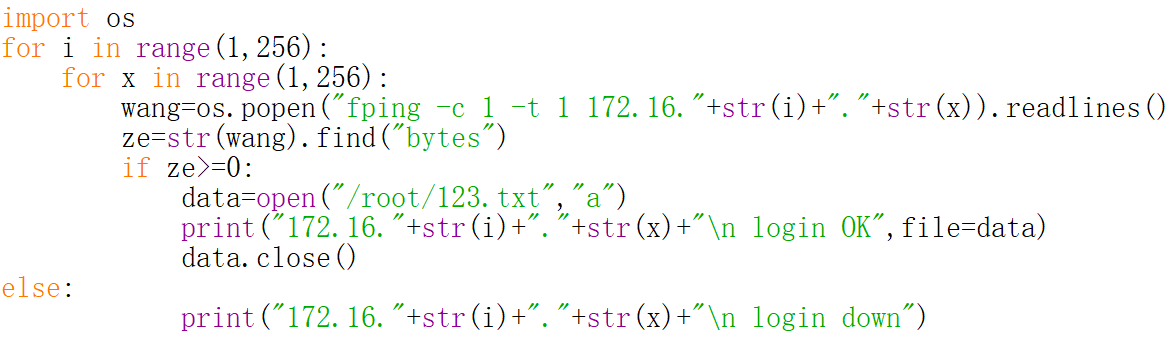 import os
for i in range(1,256):
    for x in range(1,256):
        wang=os.popen("fping -c 1 -t 1 172.16."+str(i)+"."+str(x)).readlines()
        ze=str(wang).find("bytes")
        if ze>=0:
            data=open("/root/123.txt","a")
            print("172.16."+str(i)+"."+str(x)+"\n login OK",file=data)
            data.close()
else:
            print("172.16."+str(i)+"."+str(x)+"\n login down")